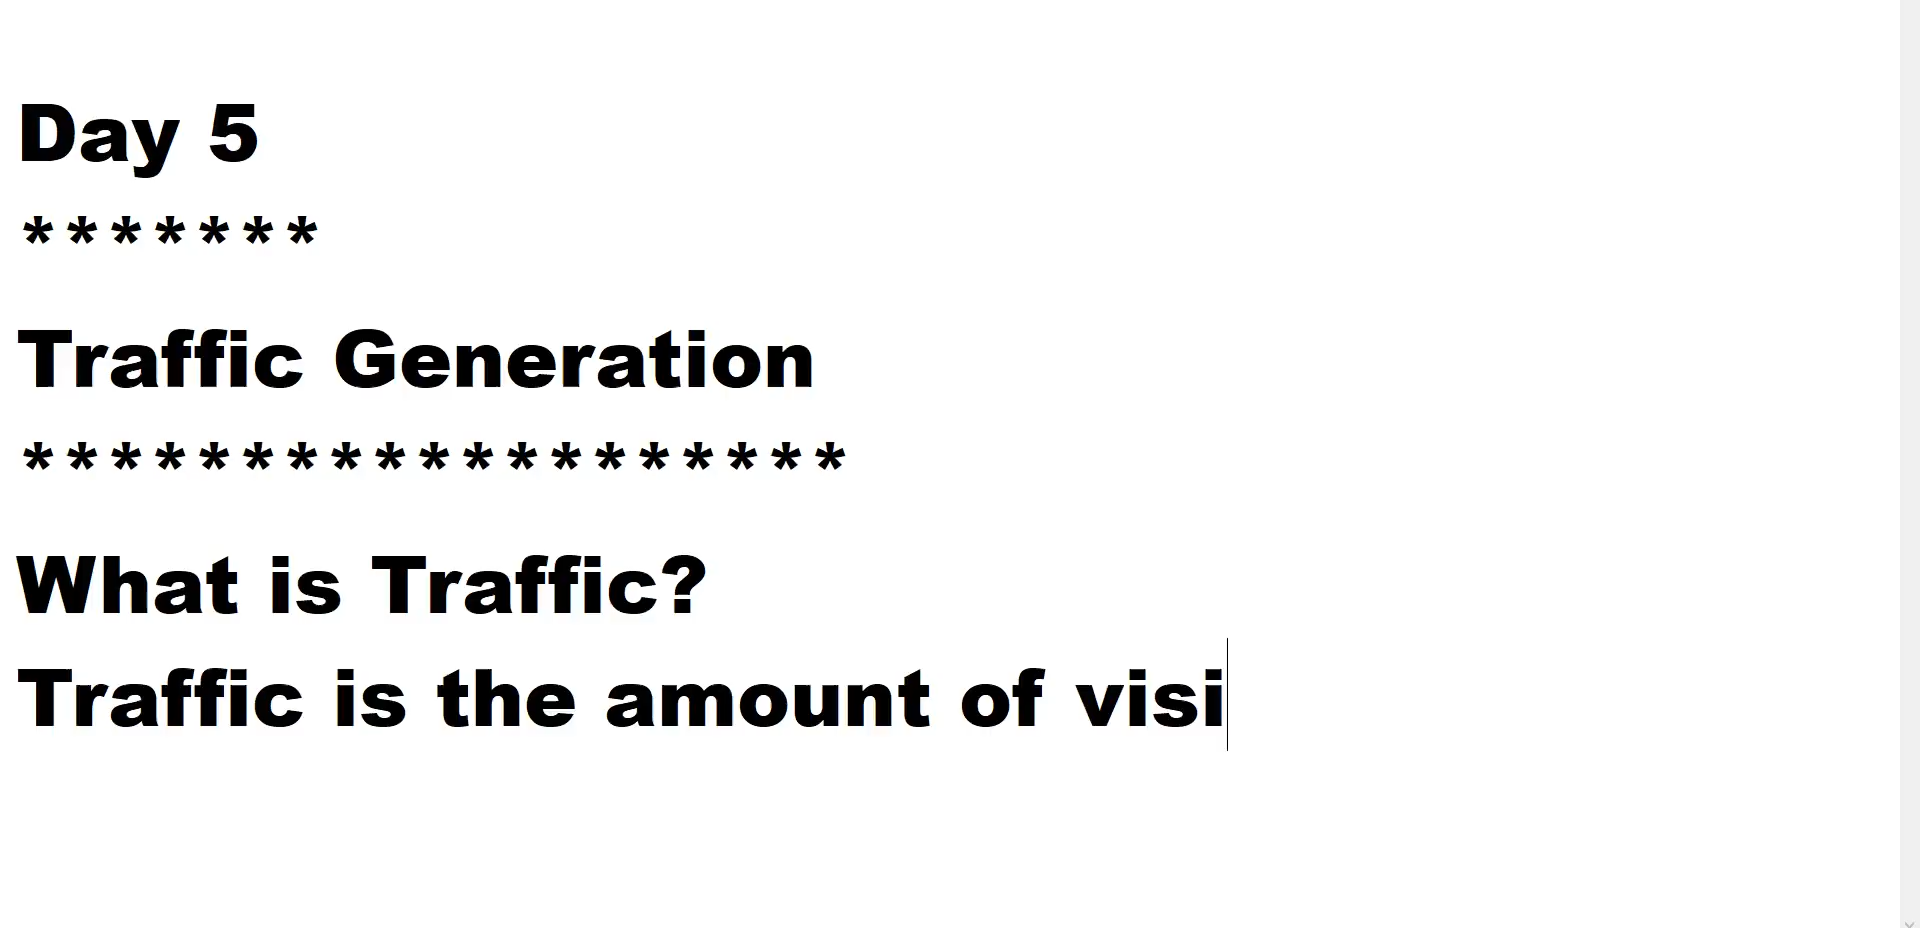 Day 5
*******
Traffic Generation
*******************
What is Traffic?
Traffic is the amount of visi